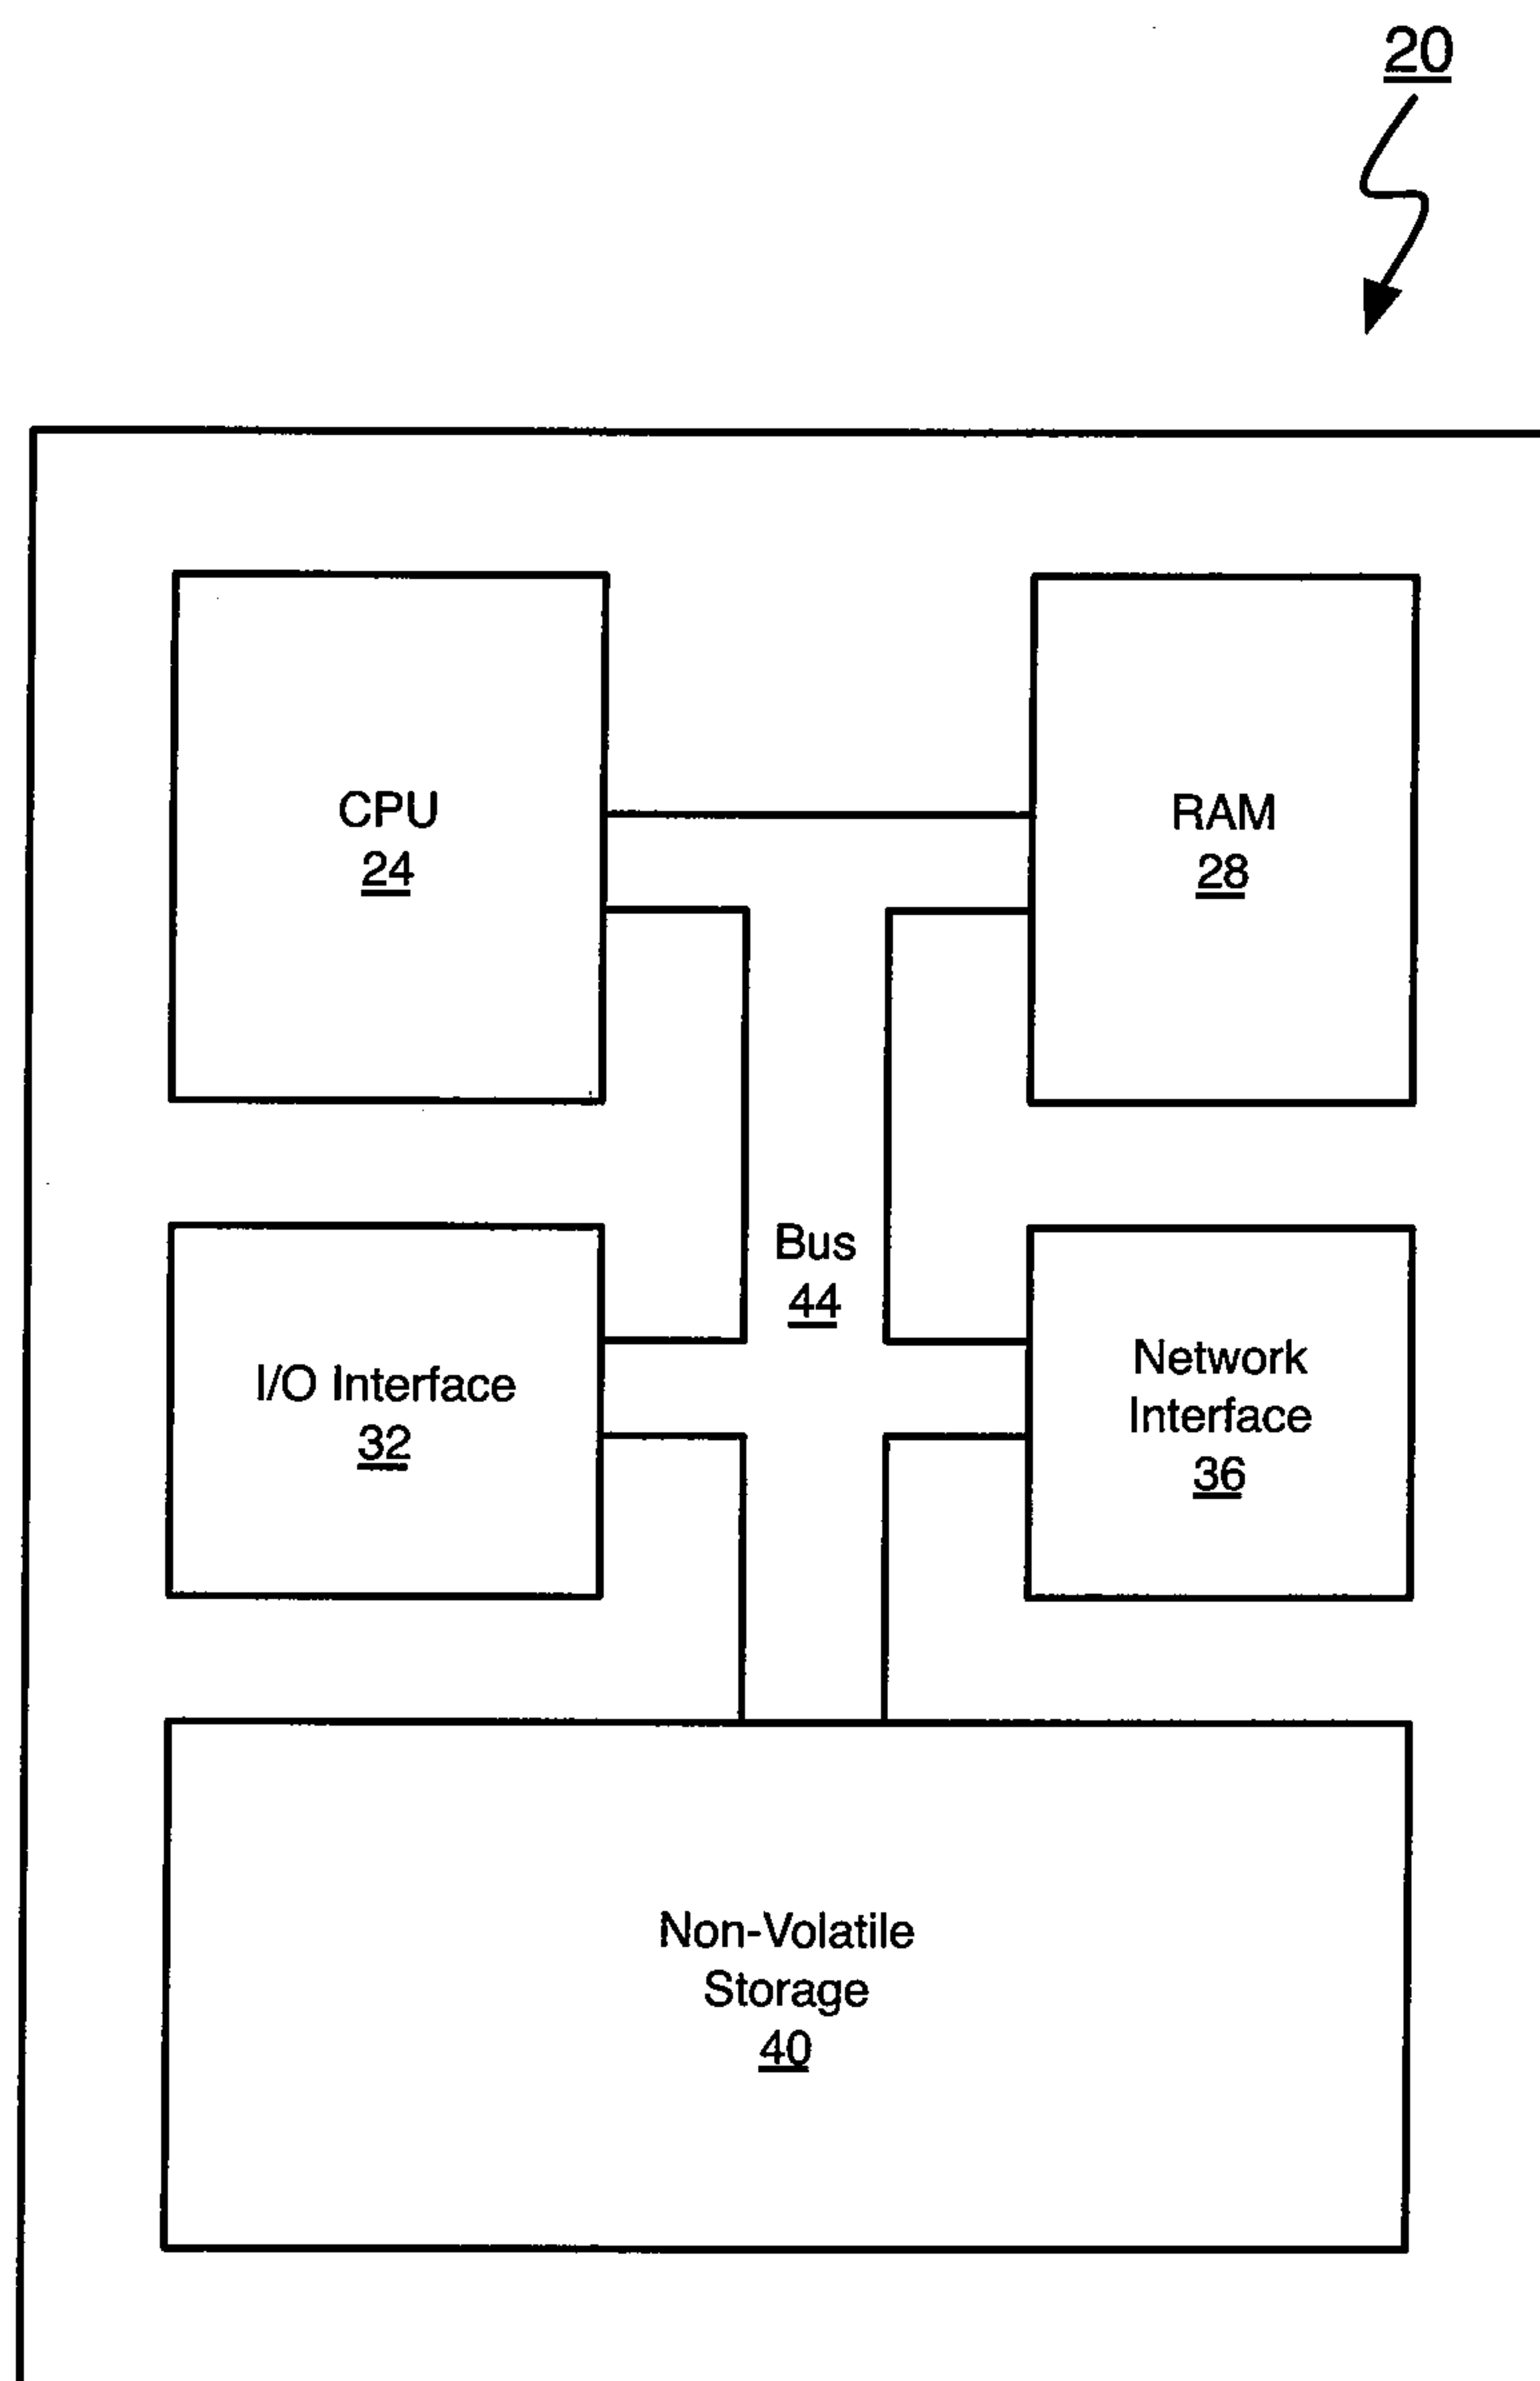 20
CPU
24
RAM
28
Bus
44
I/O Interface
32
Network
Interface
36
Non-Volatile
Storage
40